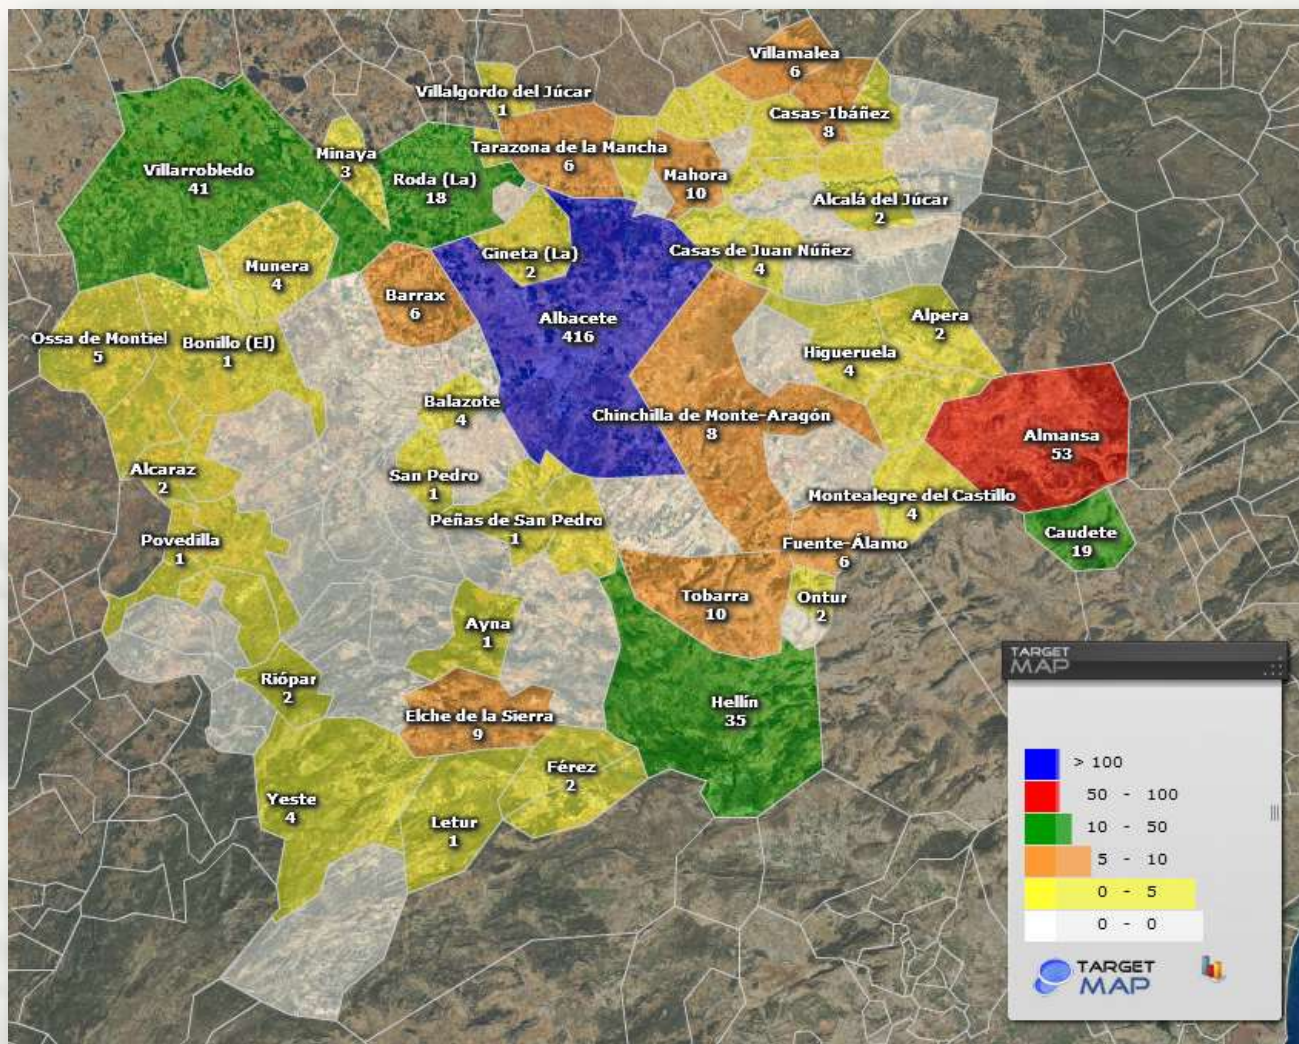 Villamalea
6
Villalgordo del Júcar
1
Casas-Ibáñez
8
Tarazona de la Mancha
6
Minaya
3
Villarrobledo
41
Roda (La)
18
Mahora
10
Alcalá del Júcar
2
Gineta (La)
2
Casas de Juan Núñez
4
Munera
4
Barrax
6
Albacete
416
Alpera
2
Ossa de Montiel
5
Bonillo (El)
1
Higueruela
4
Balazote
4
Chinchilla de Monte-Aragón
8
Almansa
53
Alcaraz
2
San Pedro
1
Montealegre del Castillo
4
Peñas de San Pedro
1
Caudete
19
Povedilla
1
Fuente-Álamo
6
Tobarra
10
Ontur
2
Ayna
1
Riópar
2
Hellín
35
Elche de la Sierra
9
Férez
2
Yeste
4
Letur
1
TARGET
MAP
> 100
50 - 100
10 - 50
5 - 10
0 - 5
0 - 0
TARGET
MAP